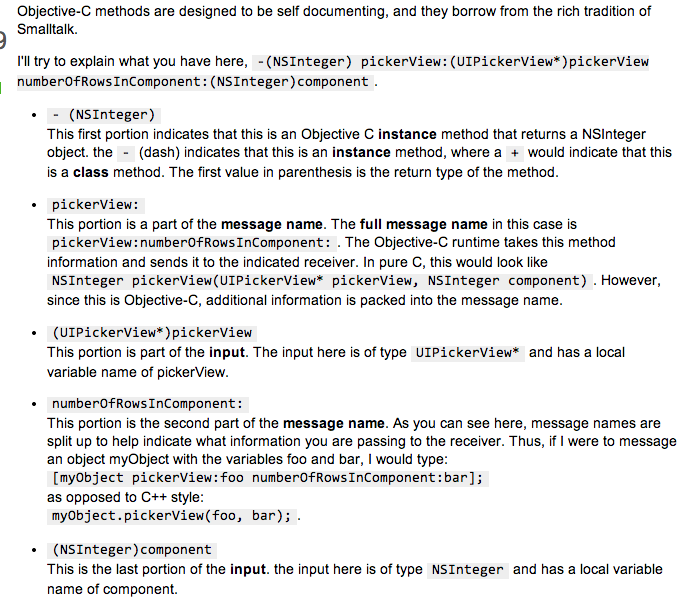 Objective-C methods are designed to be self documenting, and they borrow from the rich tradition of
Smalltalk.
I'll try to explain what you have here, -(NSInteger) pickerView:(UIPickerView*)pickerView
numberOfRowsInComponent:(NSInteger)component .
• - (NSInteger)
This first portion indicates that this is an Objective C instance method that returns a NSInteger
object. the - (dash) indicates that this is an instance method, where a + would indicate that this
is a class method. The first value in parenthesis is the return type of the method.
• pickerView:
This portion is a part of the message name. The full message name in this case is
pickerView:numberOfRowsInComponent: . The Objective-C runtime takes this method
information and sends it to the indicated receiver. In pure C, this would look like
NSInteger pickerView(UIPickerView* pickerView, NSInteger component) . However,
since this is Objective-C, additional information is packed into the message name.
• (UIPickerView*)pickerView
This portion is part of the input. The input here is of type UIPickerView* and has a local
variable name of pickerView.
• numberOfRowsInComponent:
This portion is the second part of the message name. As you can see here, message names are
split up to help indicate what information you are passing to the receiver. Thus, if I were to message
an object myObject with the variables foo and bar, I would type:
[myObject pickerView:foo numberOfRowsInComponent:bar];
as opposed to C++ style:
myObject.pickerView(foo, bar); .
• (NSInteger)component
This is the last portion of the input. the input here is of type NSInteger and has a local variable
name of component.